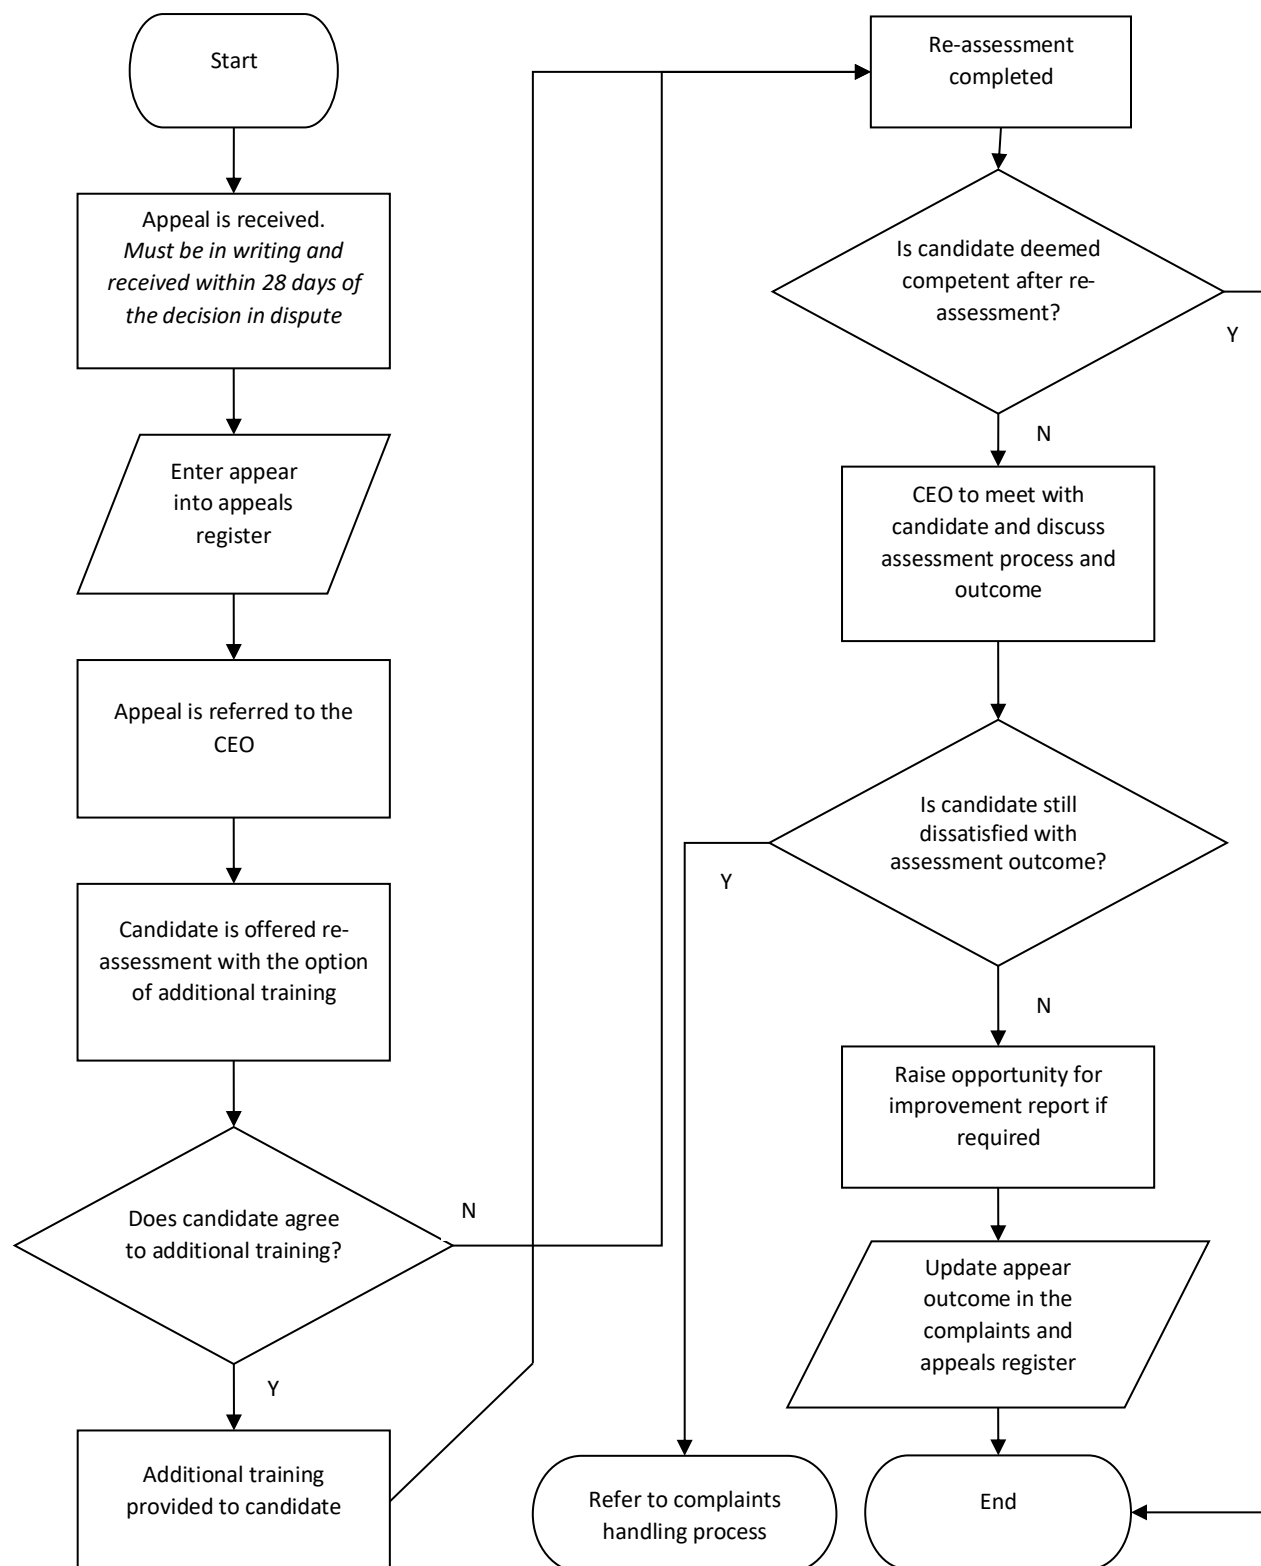 Start
Appeal is received.
Must be in writing and
received within 28 days of
the decision in dispute
Enter appear
into appeals
register
Appeal is referred to the
CEO
Candidate is offered re-
assessment with the option
of additional training
Does candidate agree
to additional training?
N
Y
Additional training
provided to candidate
Re-assessment
completed
Is candidate deemed
competent after re-
assessment?
Y
N
CEO to meet with
candidate and discuss
assessment process and
outcome
Is candidate still
dissatisfied with
assessment outcome?
Y
N
Raise opportunity for
improvement report if
required
Update appear
outcome in the
complaints and
appeals register
Refer to complaints
handling process
End